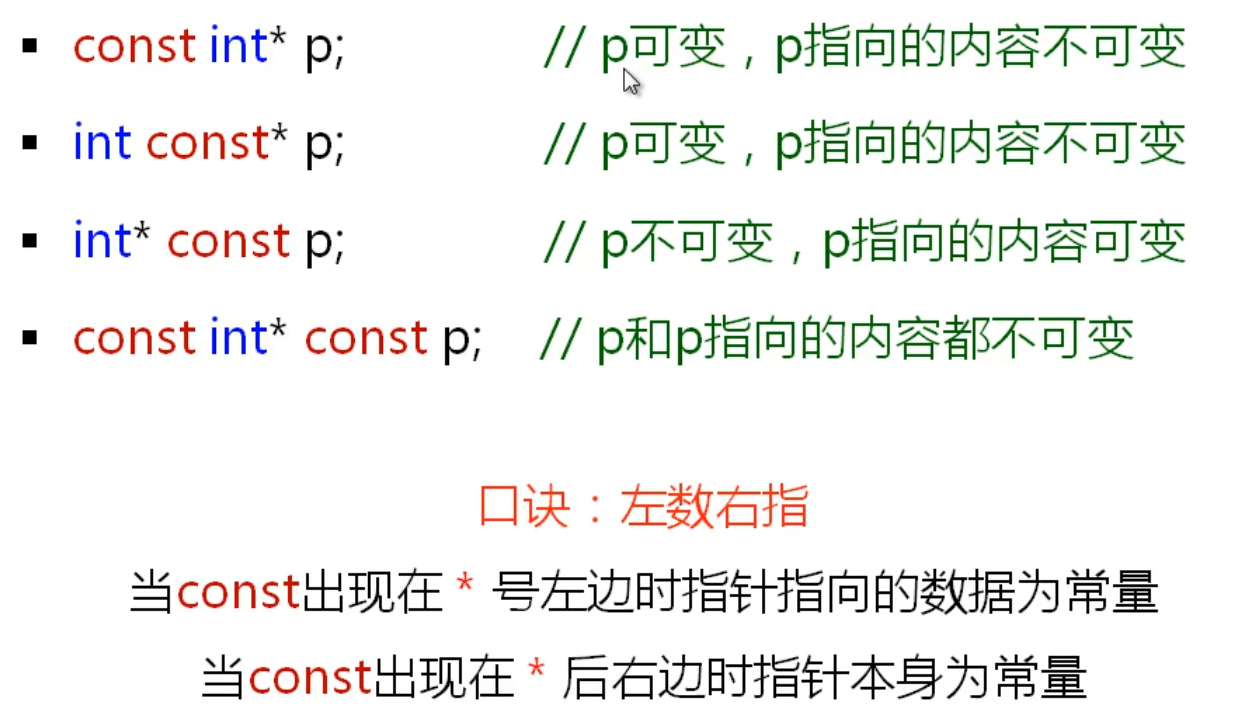 ▪ const int* p; // p可变，p指向的内容不可变
▪ int const* p; // p可变，p指向的内容不可变
▪ int* const p; // p不可变，p指向的内容可变
▪ const int* const p; // p和p指向的内容都不可变
口诀：左数右指
当const出现在 * 号左边时指针指向的数据为常量
当const出现在 * 后右边时指针本身为常量